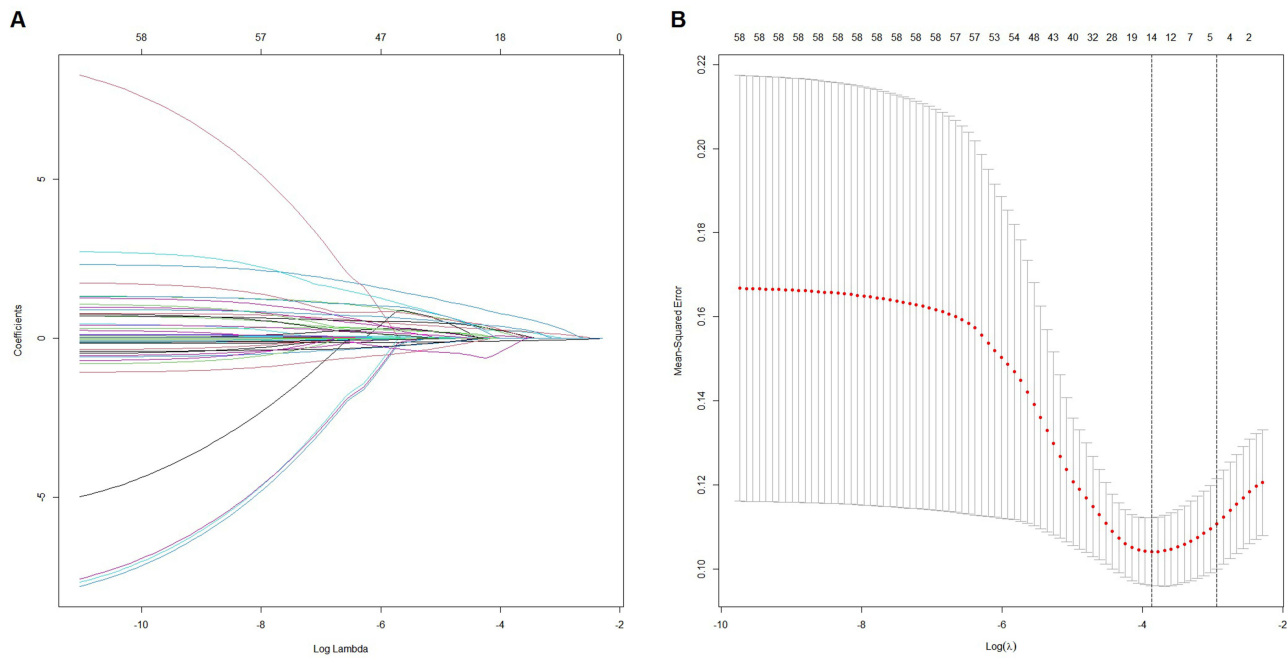 A
58 57 47 18 0
Coefficients
5
0
-5
-10 -8 -6 -4 -2
Log Lambda
B
58 58 58 58 58 58 58 58 58 58 57 57 53 54 48 43 40 32 28 19 14 12 7 5 4 2
Mean-Squared Error
0.22
0.20
0.18
0.16
0.14
0.12
0.10
-10 -8 -6 -4 -2
Log(λ)